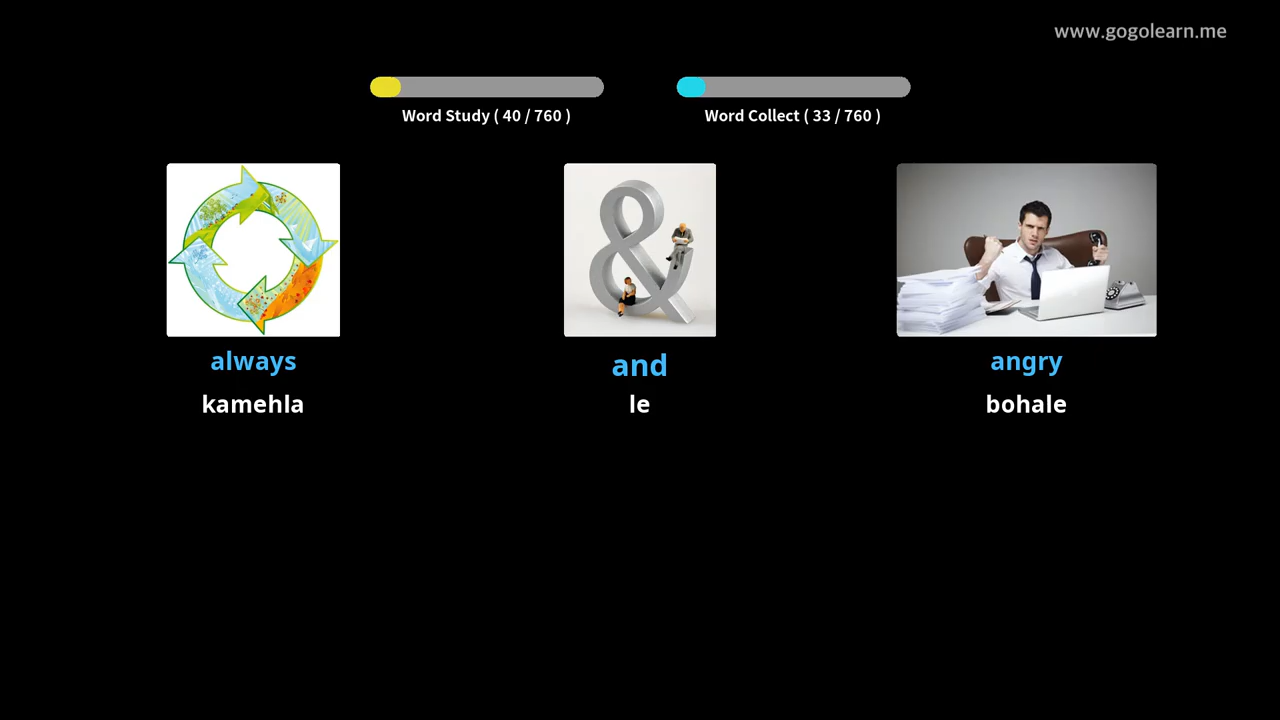 www.gogolearn.me
Word Study ( 40 / 760 )
Word Collect ( 33 / 760 )
&
always
and
angry
kamehla
le
bohale